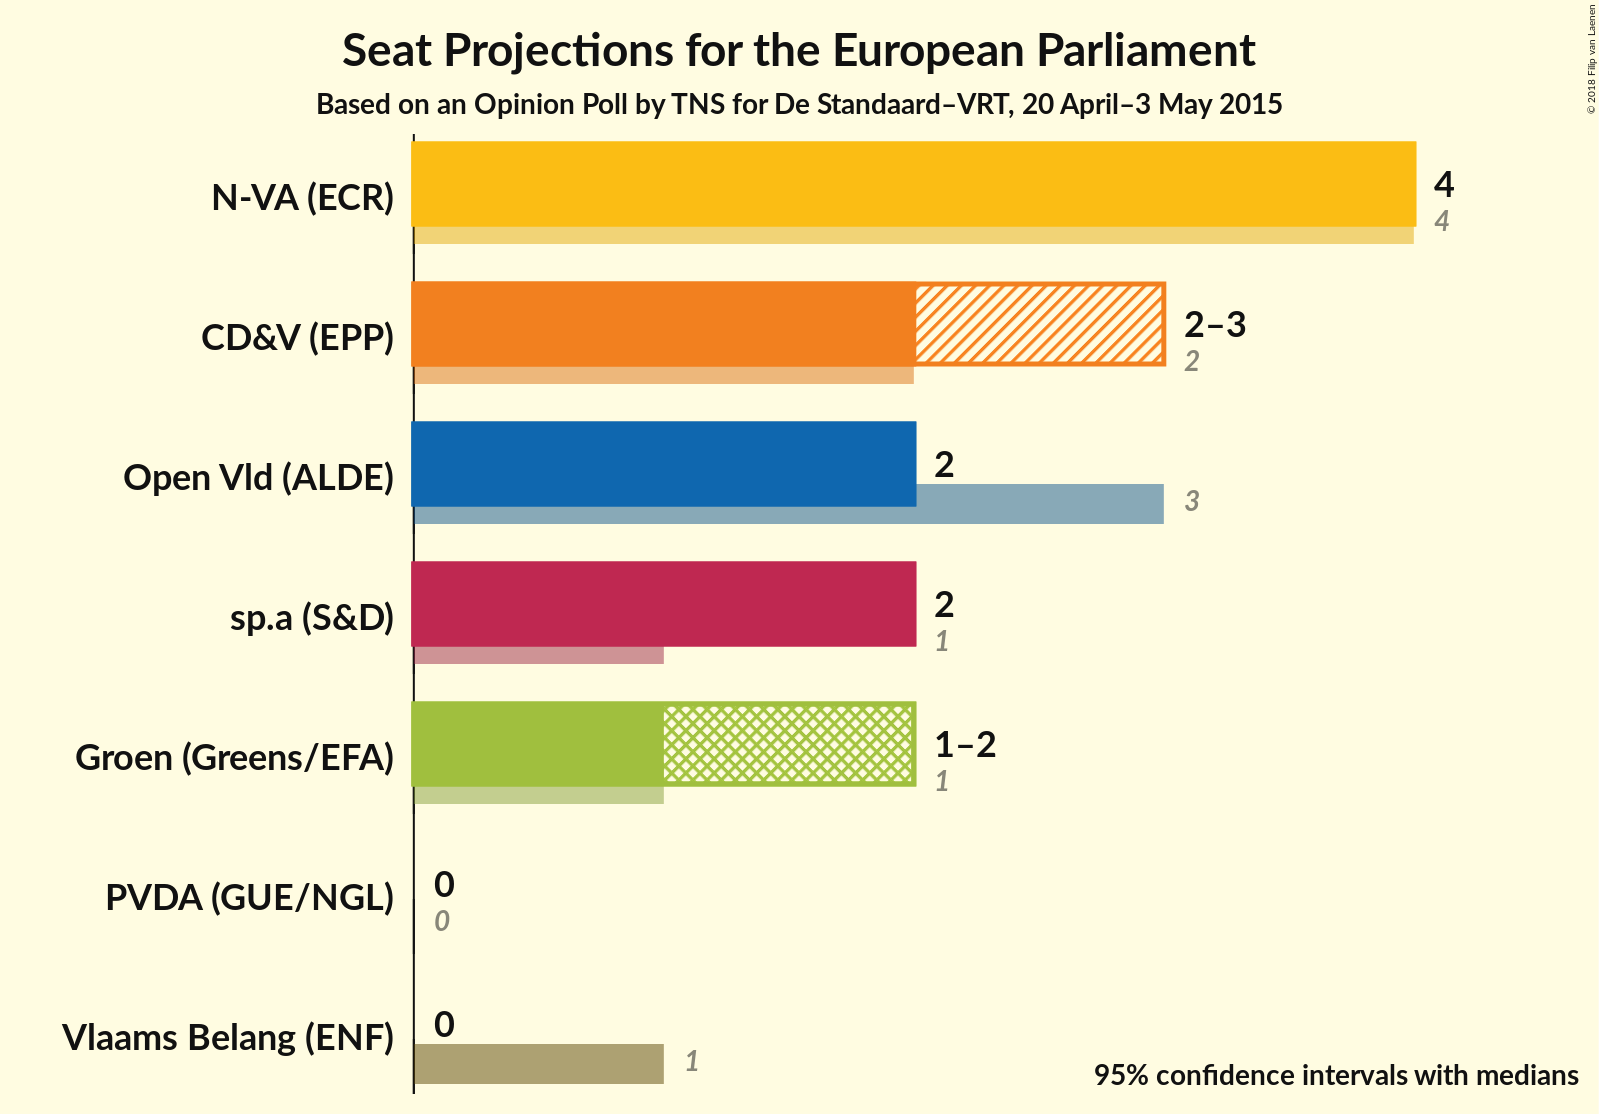 Seat Projections for the European Parliament
Based on an Opinion Poll by TNS for De Standaard–VRT, 20 April–3 May 2015
© 2018 Filip van Laenen
N-VA (ECR)
4
4
CD&V (EPP)
2–3
2
Open Vld (ALDE)
2
3
sp.a (S&D)
2
1
Groen (Greens/EFA)
1–2
1
PVDA (GUE/NGL)
0
0
Vlaams Belang (ENF)
0
1
95% confidence intervals with medians